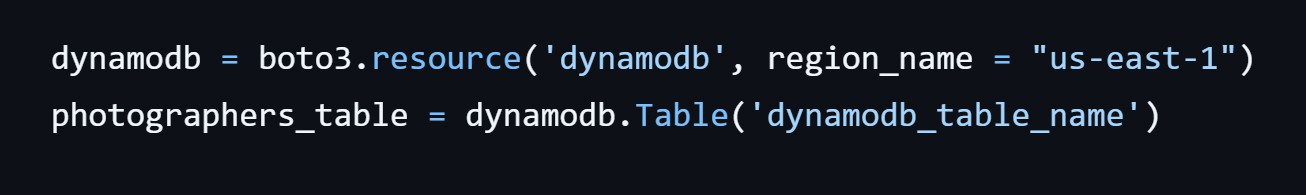 dynamodb = boto3.resource('dynamodb', region_name = "us-east-1")
photographers_table = dynamodb.Table('dynamodb_table_name')